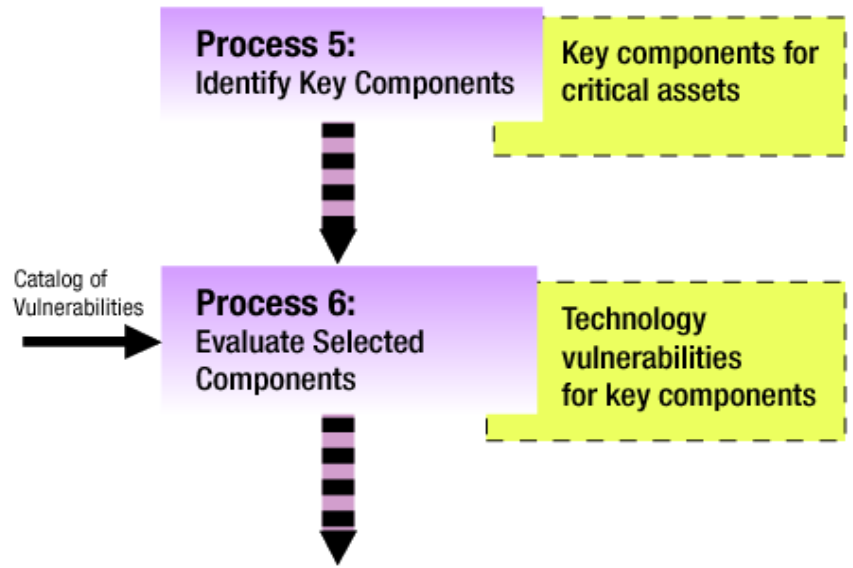 Process 5:
Identify Key Components
Key components for
critical assets
Catalog of
Vulnerabilities
Process 6:
Evaluate Selected
Components
Technology
vulnerabilities
for key components